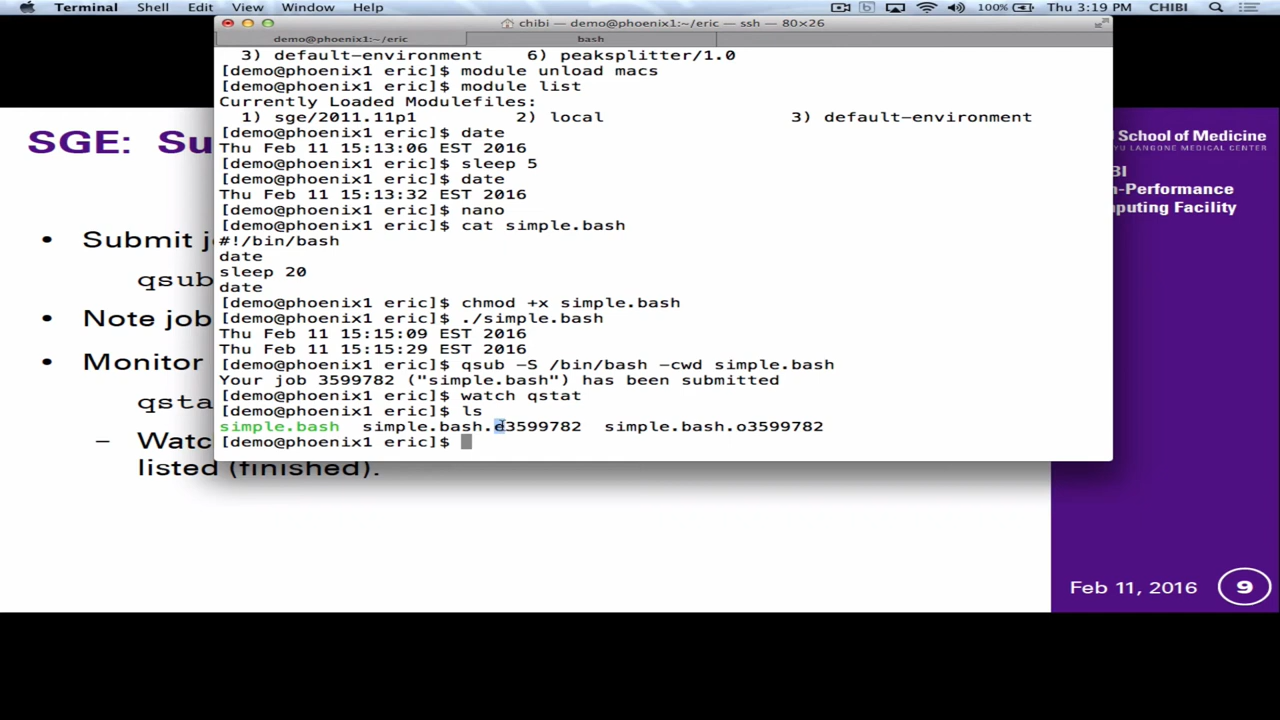 Terminal Shell Edit View Window Help 100% Thu 3:19 PM CHIBI
chibi — demo@phoenix1:~/eric — ssh — 80×26
demo@phoenix1:~/eric bash
3) default-environment 6) peaksplitter/1.0
[demo@phoenix1 eric]$ module unload macs
[demo@phoenix1 eric]$ module list
Currently Loaded Modulefiles:
1) sge/2011.11p1 2) local 3) default-environment
[demo@phoenix1 eric]$ date
Thu Feb 11 15:13:06 EST 2016
[demo@phoenix1 eric]$ sleep 5
[demo@phoenix1 eric]$ date
Thu Feb 11 15:13:32 EST 2016
[demo@phoenix1 eric]$ nano
[demo@phoenix1 eric]$ cat simple.bash
#!/bin/bash
date
sleep 20
date
[demo@phoenix1 eric]$ chmod +x simple.bash
[demo@phoenix1 eric]$ ./simple.bash
Thu Feb 11 15:15:09 EST 2016
Thu Feb 11 15:15:29 EST 2016
[demo@phoenix1 eric]$ qsub -S /bin/bash -cwd simple.bash
Your job 3599782 ("simple.bash") has been submitted
[demo@phoenix1 eric]$ watch qstat
[demo@phoenix1 eric]$ ls
simple.bash simple.bash.e3599782 simple.bash.o3599782
[demo@phoenix1 eric]$
SGE: Su
• Submit j
qsub
• Note job
• Monitor
qsta
– Watc
listed (finished).
School of Medicine
YU LANGONE MEDICAL CENTER
BI
h-Performance
puting Facility
Feb 11, 2016 9